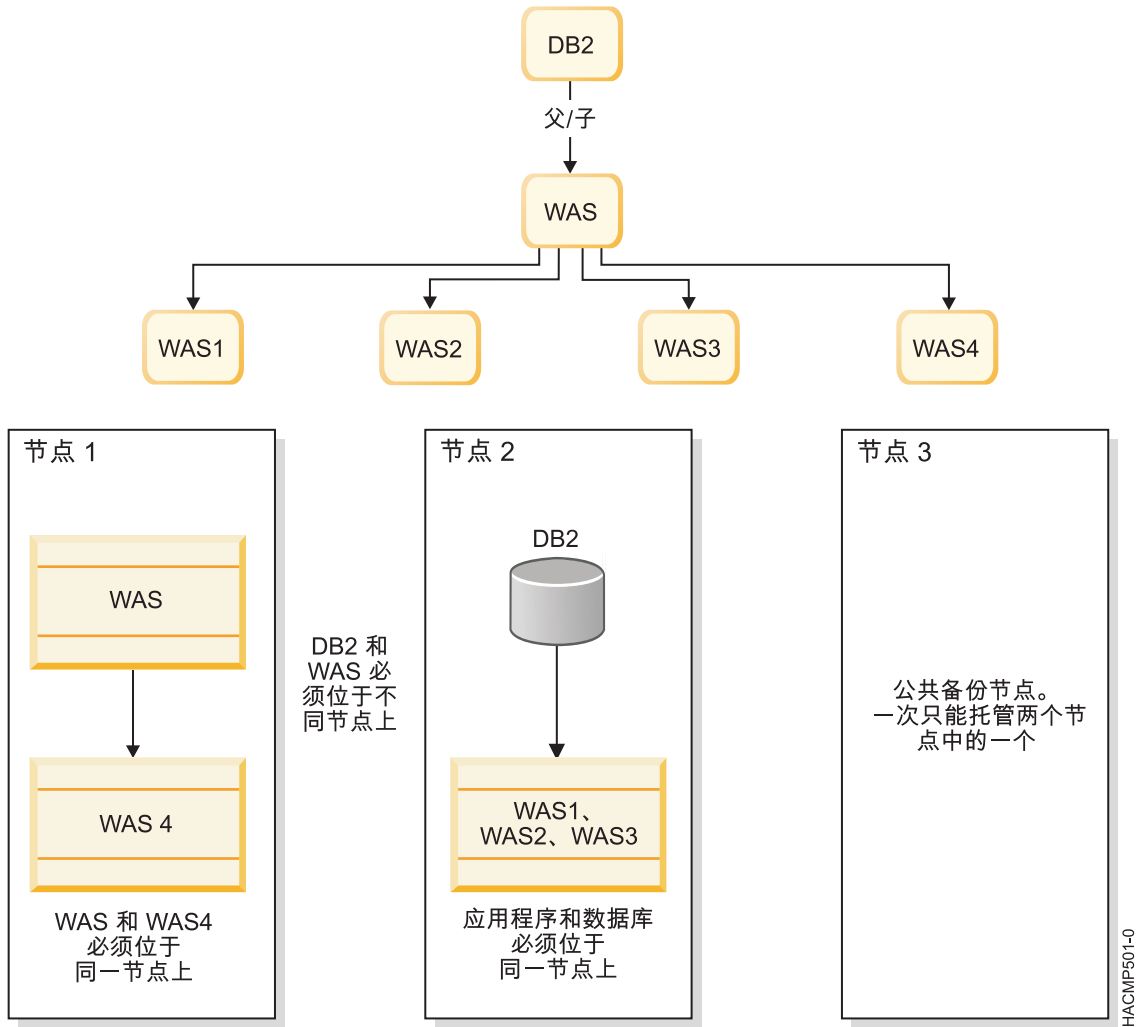 DB2
父/子
WAS
WAS1
WAS2
WAS3
WAS4
节点 1
WAS
WAS 4
WAS 和 WAS4
必须位于
同一节点上
DB2 和
WAS 必
须位于不
同节点上
节点 2
DB2
WAS1、
WAS2、WAS3
应用程序和数据库
必须位于
同一节点上
节点 3
公共备份节点。
一次只能托管两个节
点中的一个
HACMP501-0